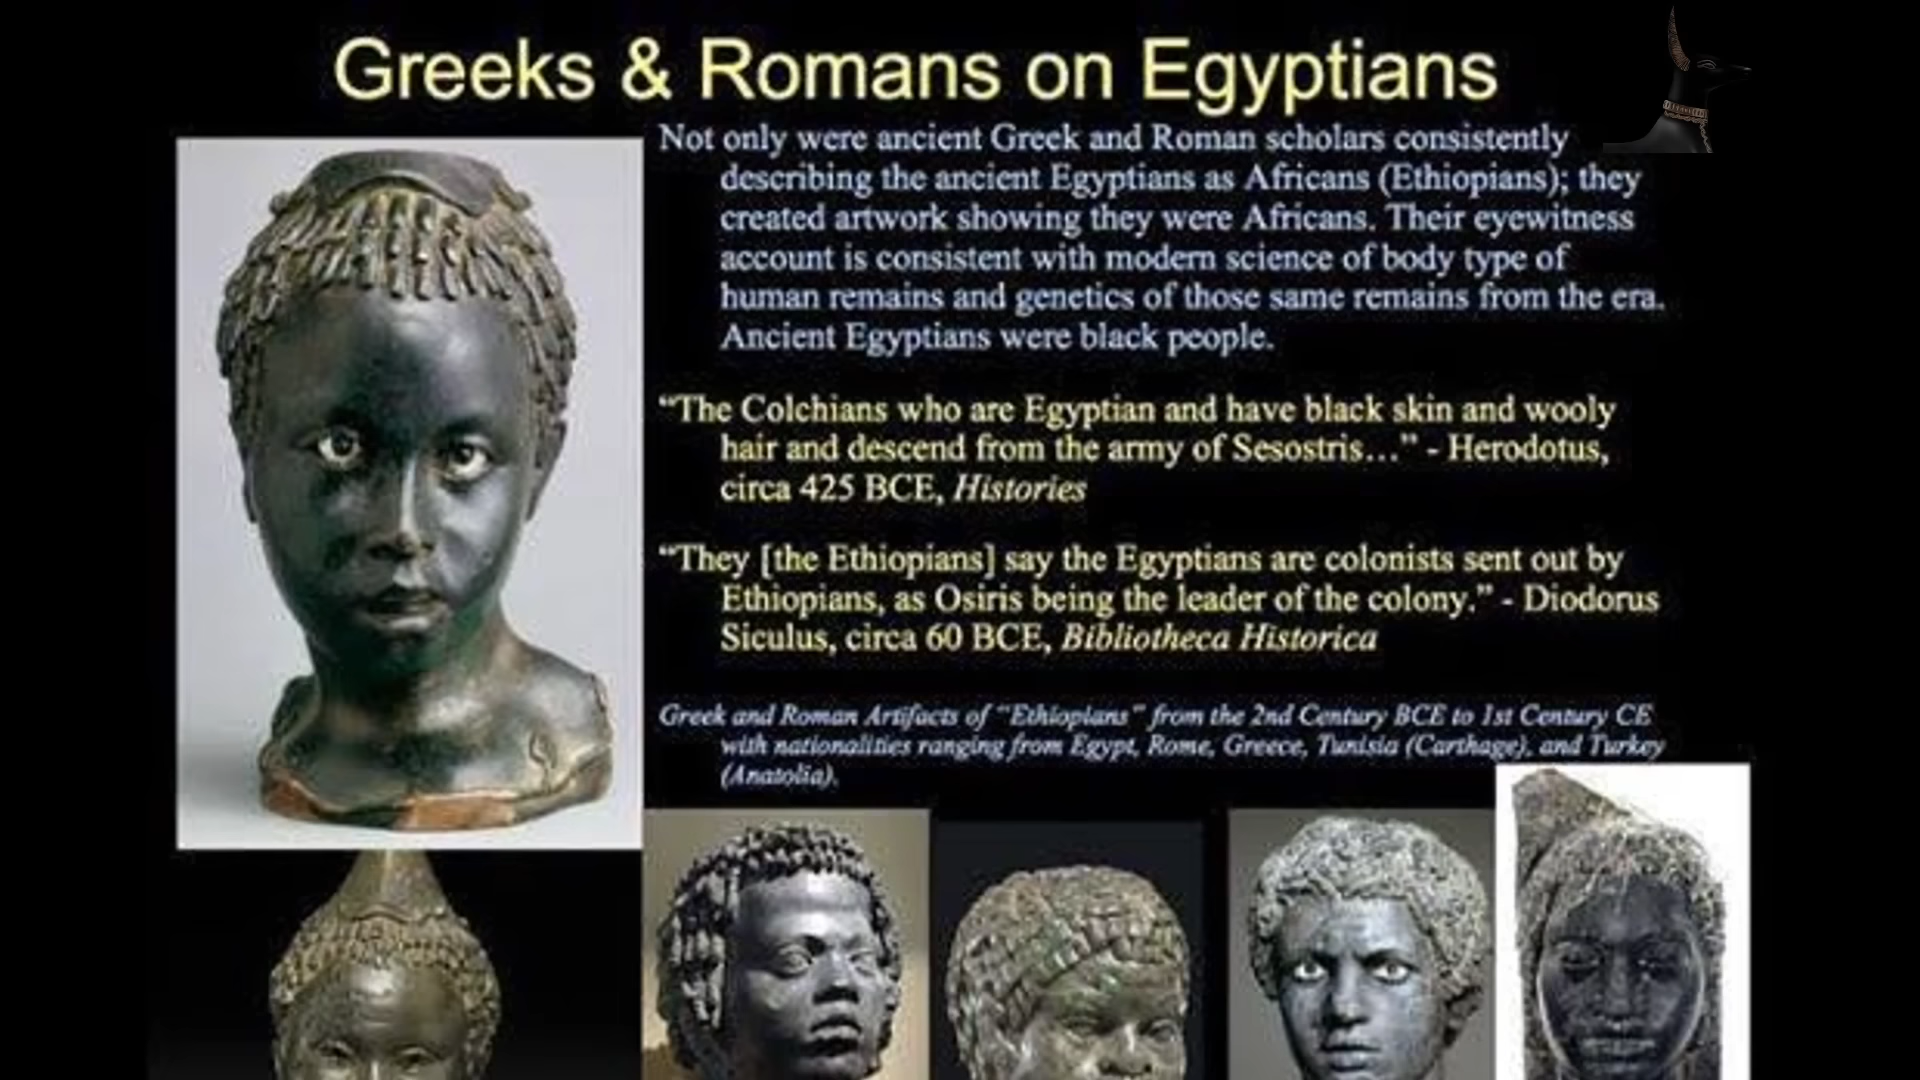 Greeks & Romans on Egyptians
Not only were ancient Greek and Roman scholars consistently
describing the ancient Egyptians as Africans (Ethiopians); they
created artwork showing they were Africans. Their eyewitness
account is consistent with modern science of body type of
human remains and genetics of those same remains from the era.
Ancient Egyptians were black people.
“The Colchians who are Egyptian and have black skin and wooly
hair and descend from the army of Sesostris…” - Herodotus,
circa 425 BCE, Histories
“They [the Ethiopians] say the Egyptians are colonists sent out by
Ethiopians, as Osiris being the leader of the colony.” - Diodorus
Siculus, circa 60 BCE, Bibliotheca Historica
Greek and Roman Artifacts of “Ethiopians” from the 2nd Century BCE to 1st Century CE
with nationalities ranging from Egypt, Rome, Greece, Tunisia (Carthage), and Turkey
(Anatolia).